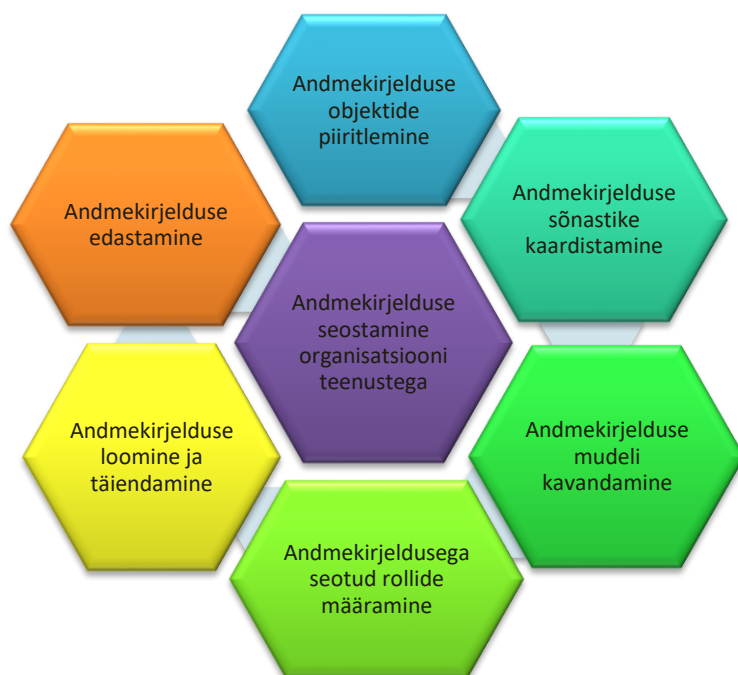 Andmekirjelduse
objektide
piiritlemine
Andmekirjelduse
sõnastike
kaardistamine
Andmekirjelduse
mudeli
kavandamine
Andmekirjeldusega
seotud rollide
määramine
Andmekirjelduse
loomine ja
täiendamine
Andmekirjelduse
edastamine
Andmekirjelduse
seostamine
organisatsiooni
teenustega